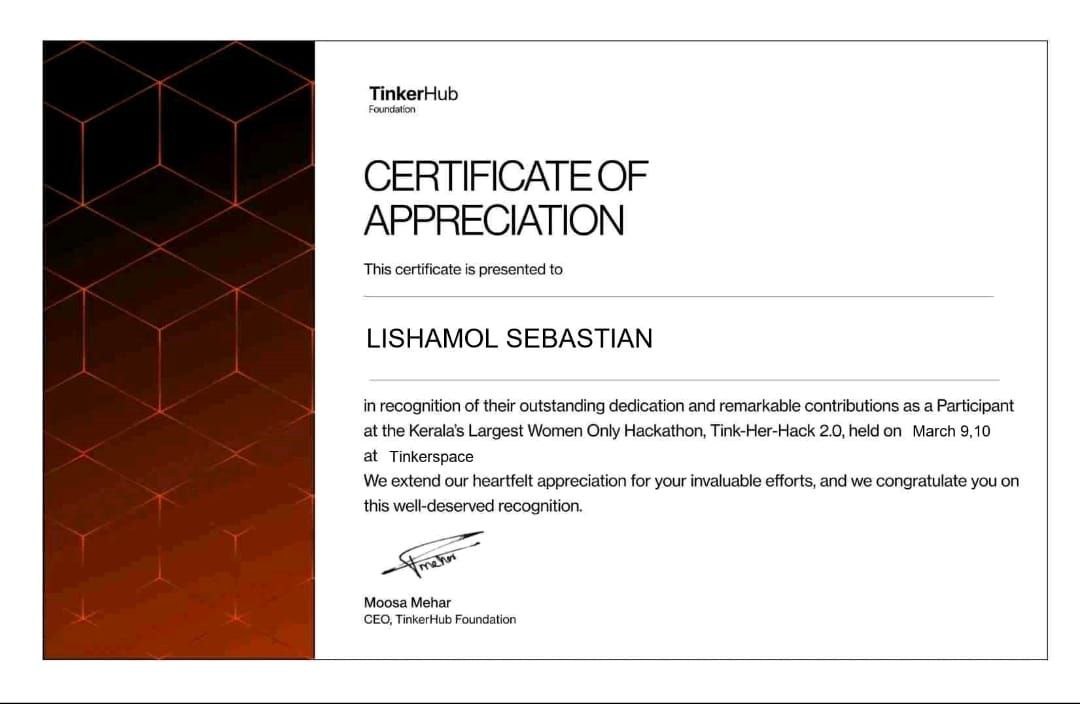 TinkerHub
Foundation
CERTIFICATE OF
APPRECIATION
This certificate is presented to
LISHAMOL SEBASTIAN
in recognition of their outstanding dedication and remarkable contributions as a Participant
at the Kerala's Largest Women Only Hackathon, Tink-Her-Hack 2.0, held on March 9,10
at Tinkerspace
We extend our heartfelt appreciation for your invaluable efforts, and we congratulate you on
this well-deserved recognition.
Moosa Mehar
CEO, TinkerHub Foundation